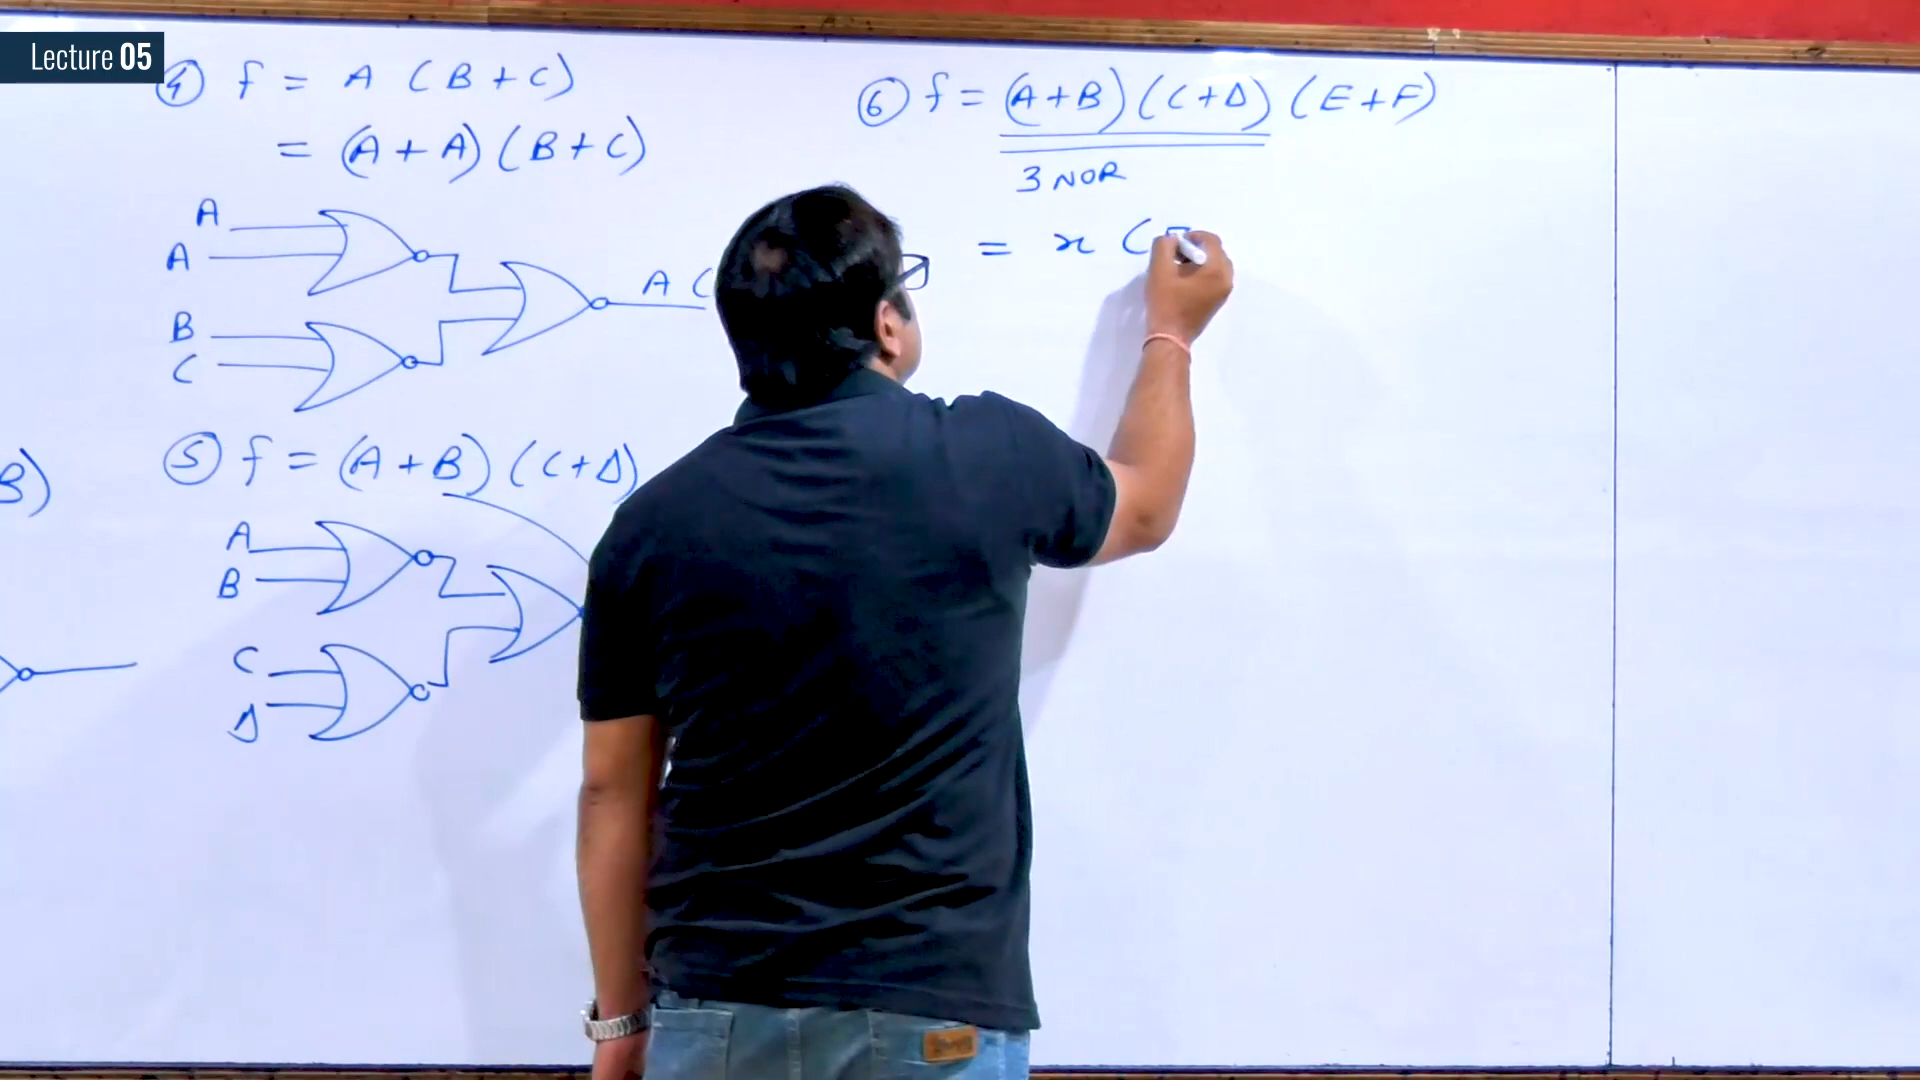 Lecture 05
④ f = A (B+C)
= (A+A)(B+C)
A
A
B
C
A (
⑤ f = (A+B)(C+D)
A
B
C
D
B)
⑥ f = (A+B)(C+D)(E+F)
3 NOR
= x (